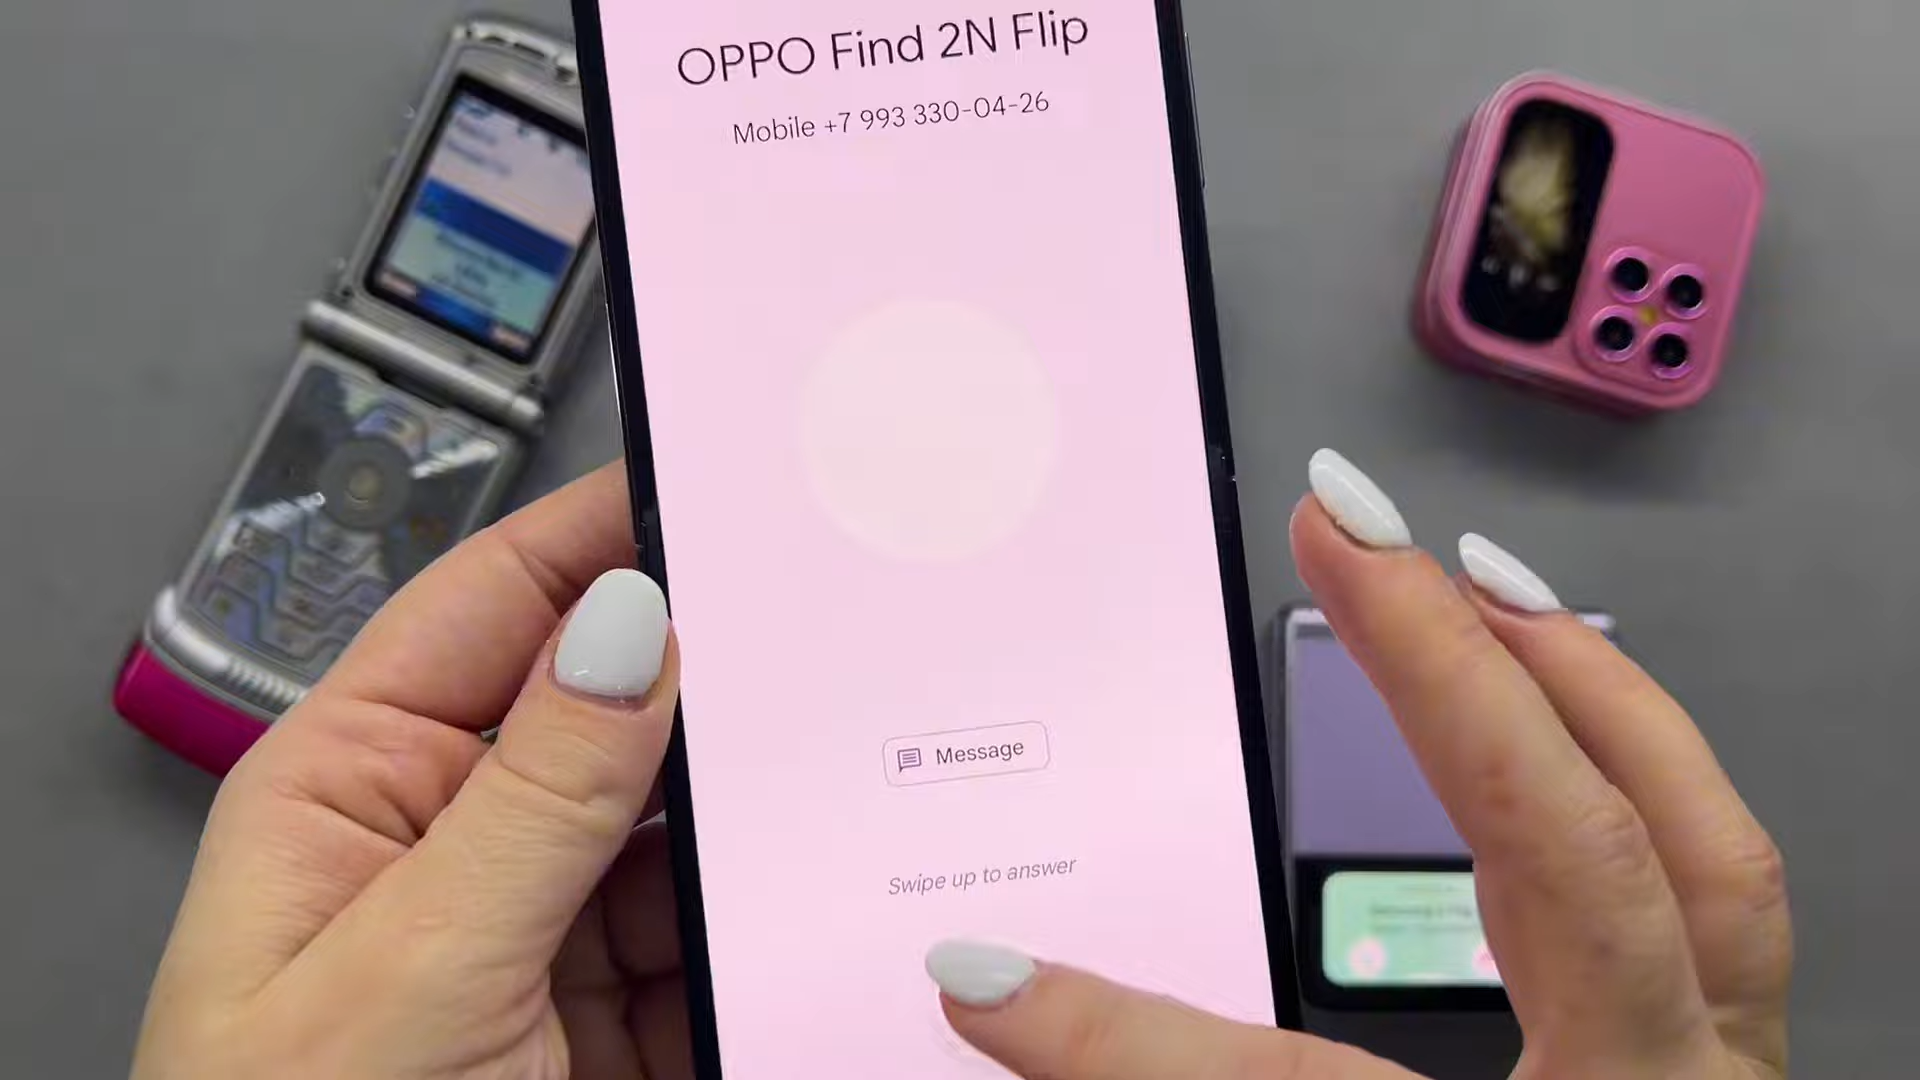 OPPO Find 2N Flip
Mobile +7 993 330-04-26
Message
Swipe up to answer